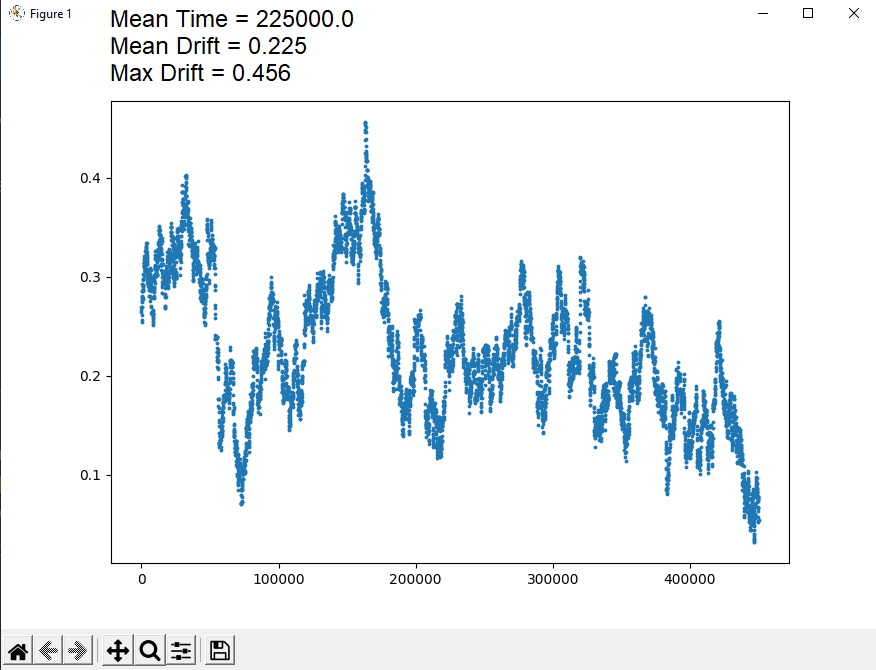 Figure 1
Mean Time = 225000.0
Mean Drift = 0.225
Max Drift = 0.456
0.4
0.3
0.2
0.1
0 100000 200000 300000 400000